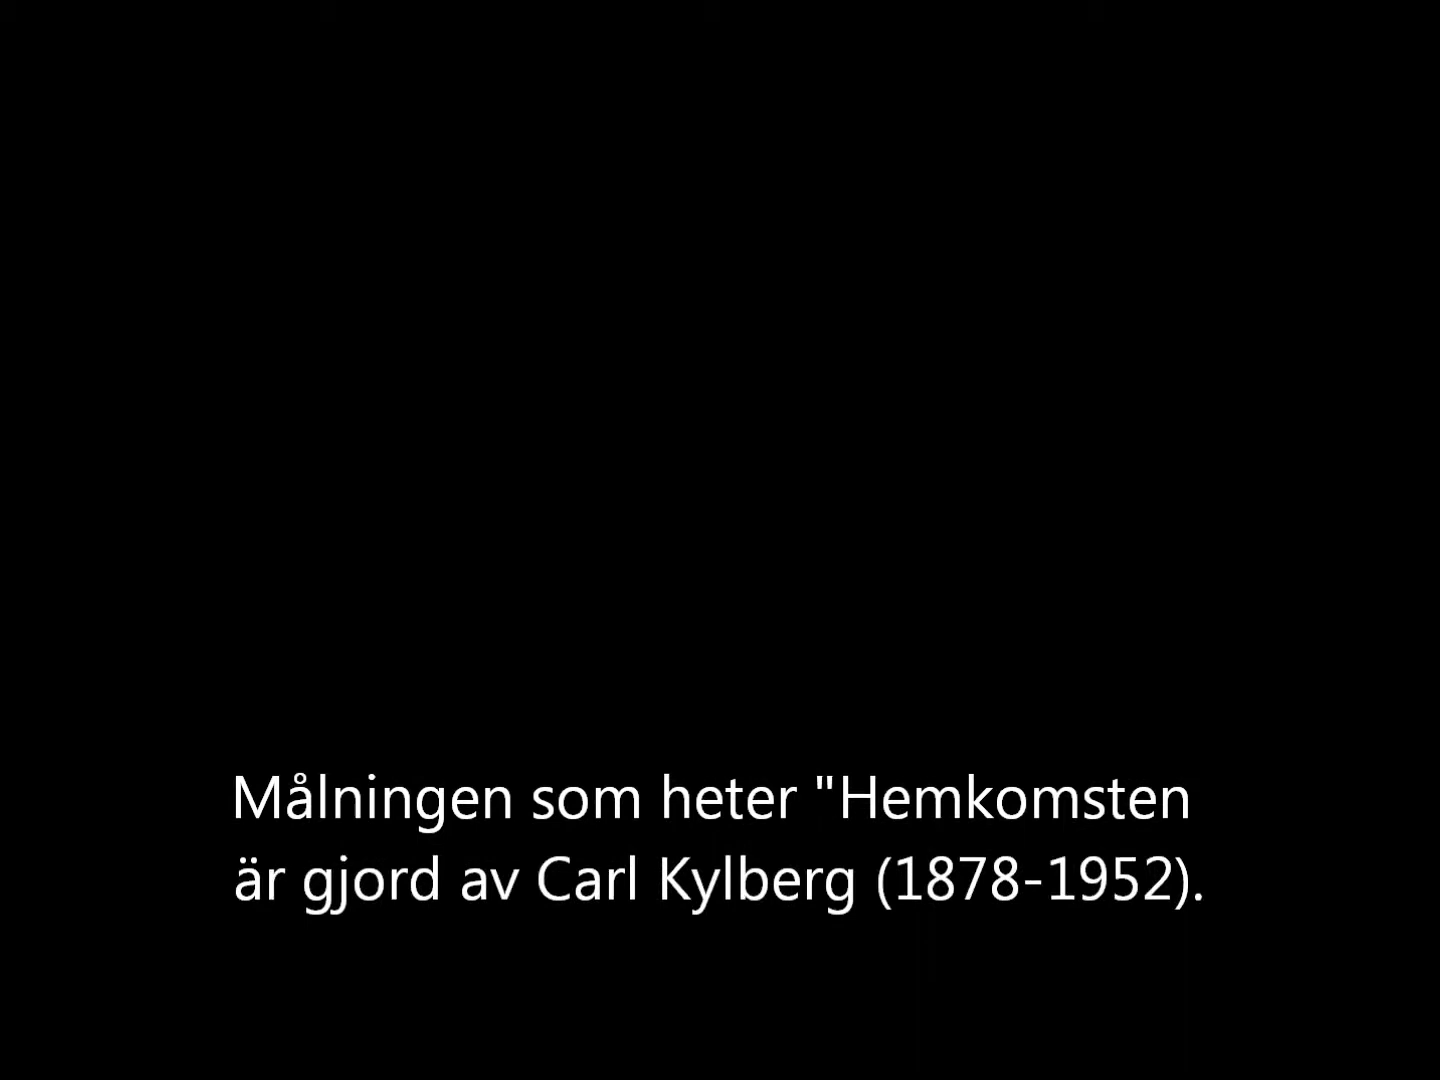 Målningen som heter "Hemkomsten
är gjord av Carl Kylberg (1878-1952).